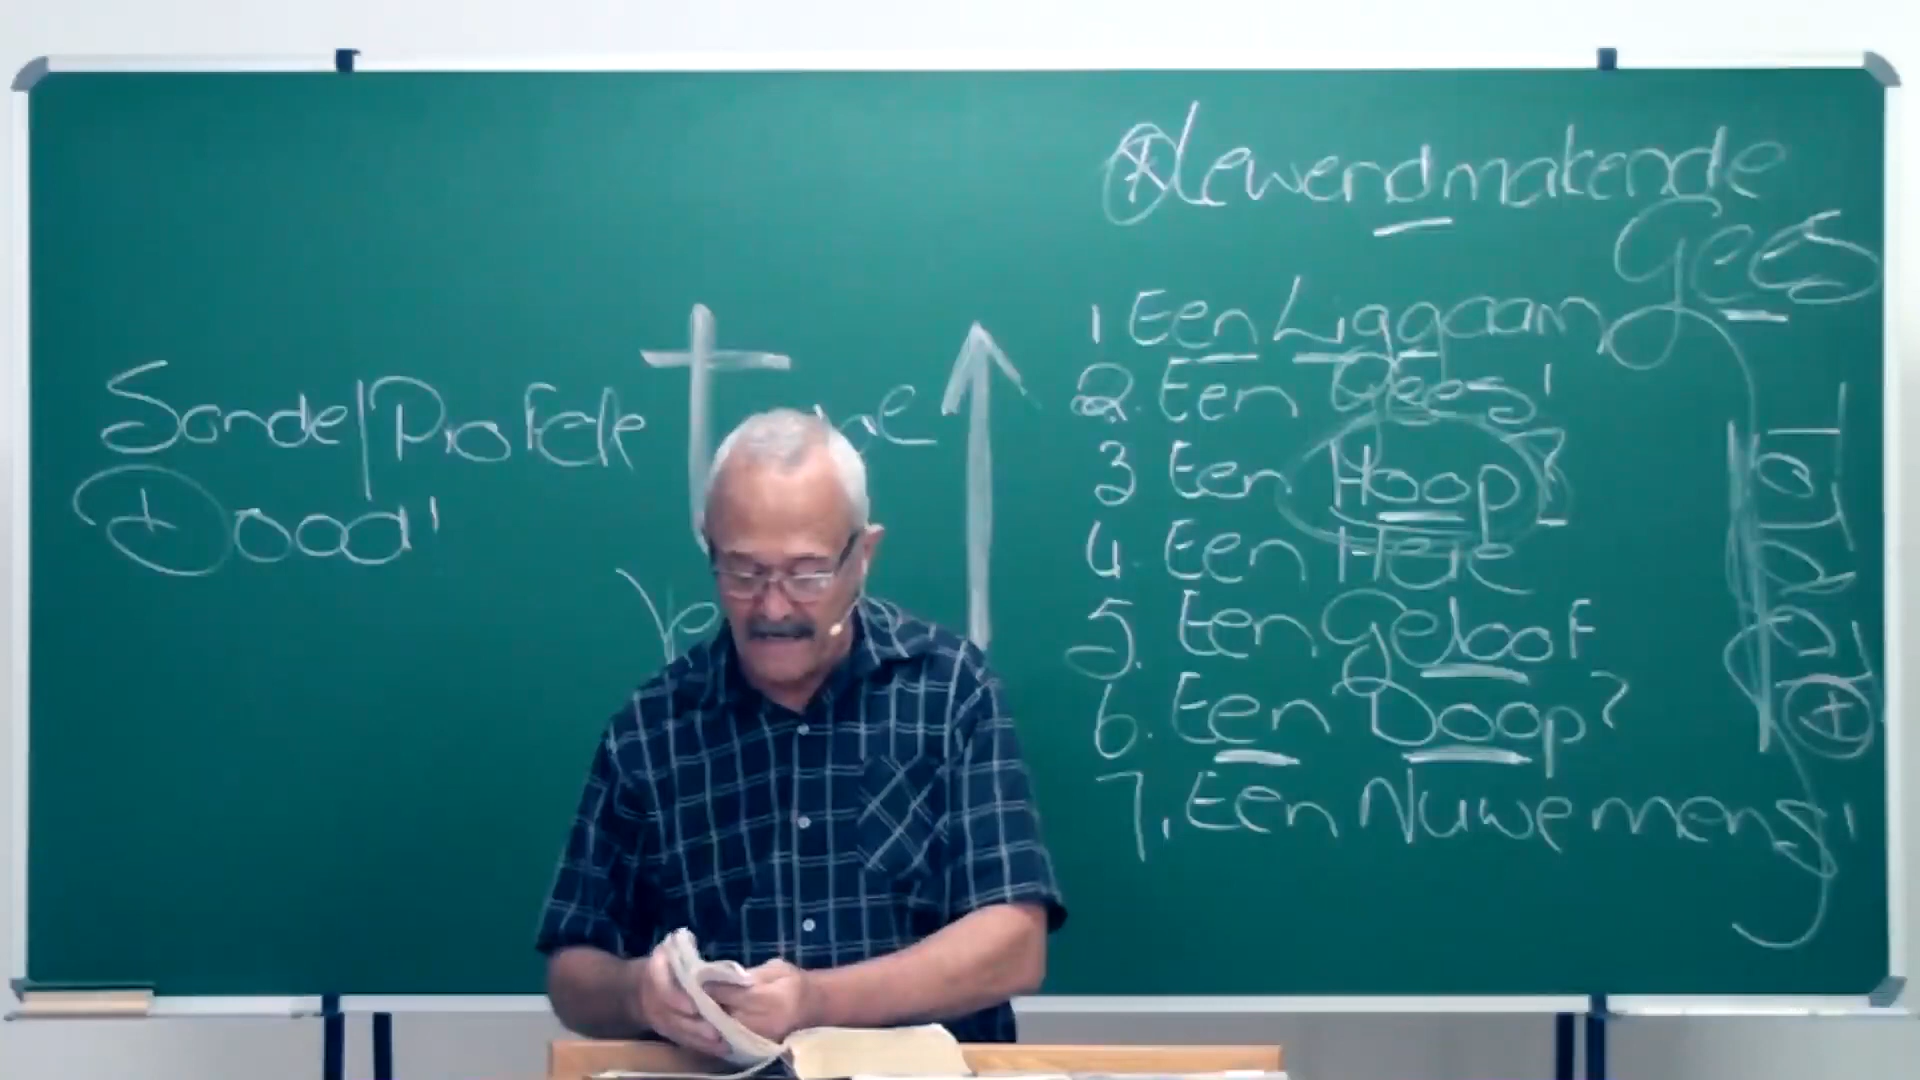 Sonde/Profete
Dood!
Lewendmakende
Gees
1 Een Liggaam
2. Een Gees!
3 Een Hoop?
4. Een Here
5. Een Geloof
6. Een Doop?
7. Een Nuwe mens!